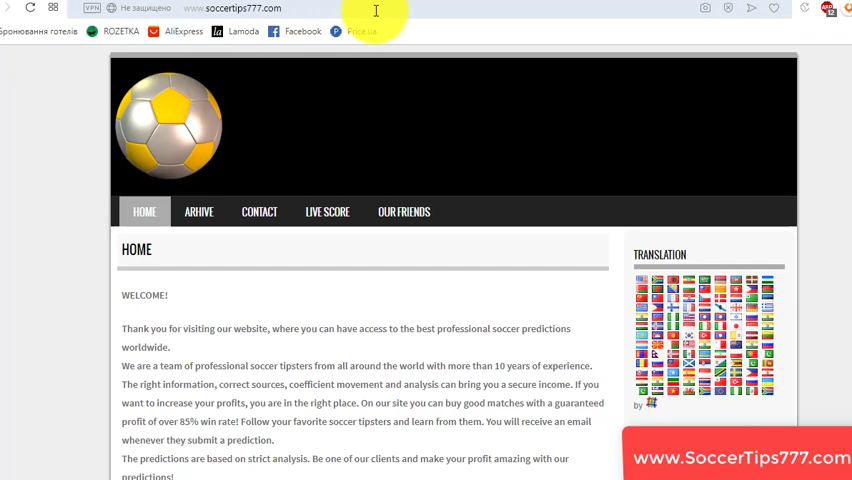 VPN Не защищено www.soccertips777.com
Бронювання готелів ROZETKA AliExpress la Lamoda Facebook P Price.ua
12
HOME ARHIVE CONTACT LIVE SCORE OUR FRIENDS
HOME
WELCOME!
Thank you for visiting our website, where you can have access to the best professional soccer predictions
worldwide.
We are a team of professional soccer tipsters from all around the world with more than 10 years of experience.
The right information, correct sources, coefficient movement and analysis can bring you a secure income. If you
want to increase your profits, you are in the right place. On our site you can buy good matches with a guaranteed
profit of over 85% win rate! Follow your favorite soccer tipsters and learn from them. You will receive an email
whenever they submit a prediction.
The predictions are based on strict analysis. Be one of our clients and make your profit amazing with our
predictions!
TRANSLATION
by
www.SoccerTips777.com